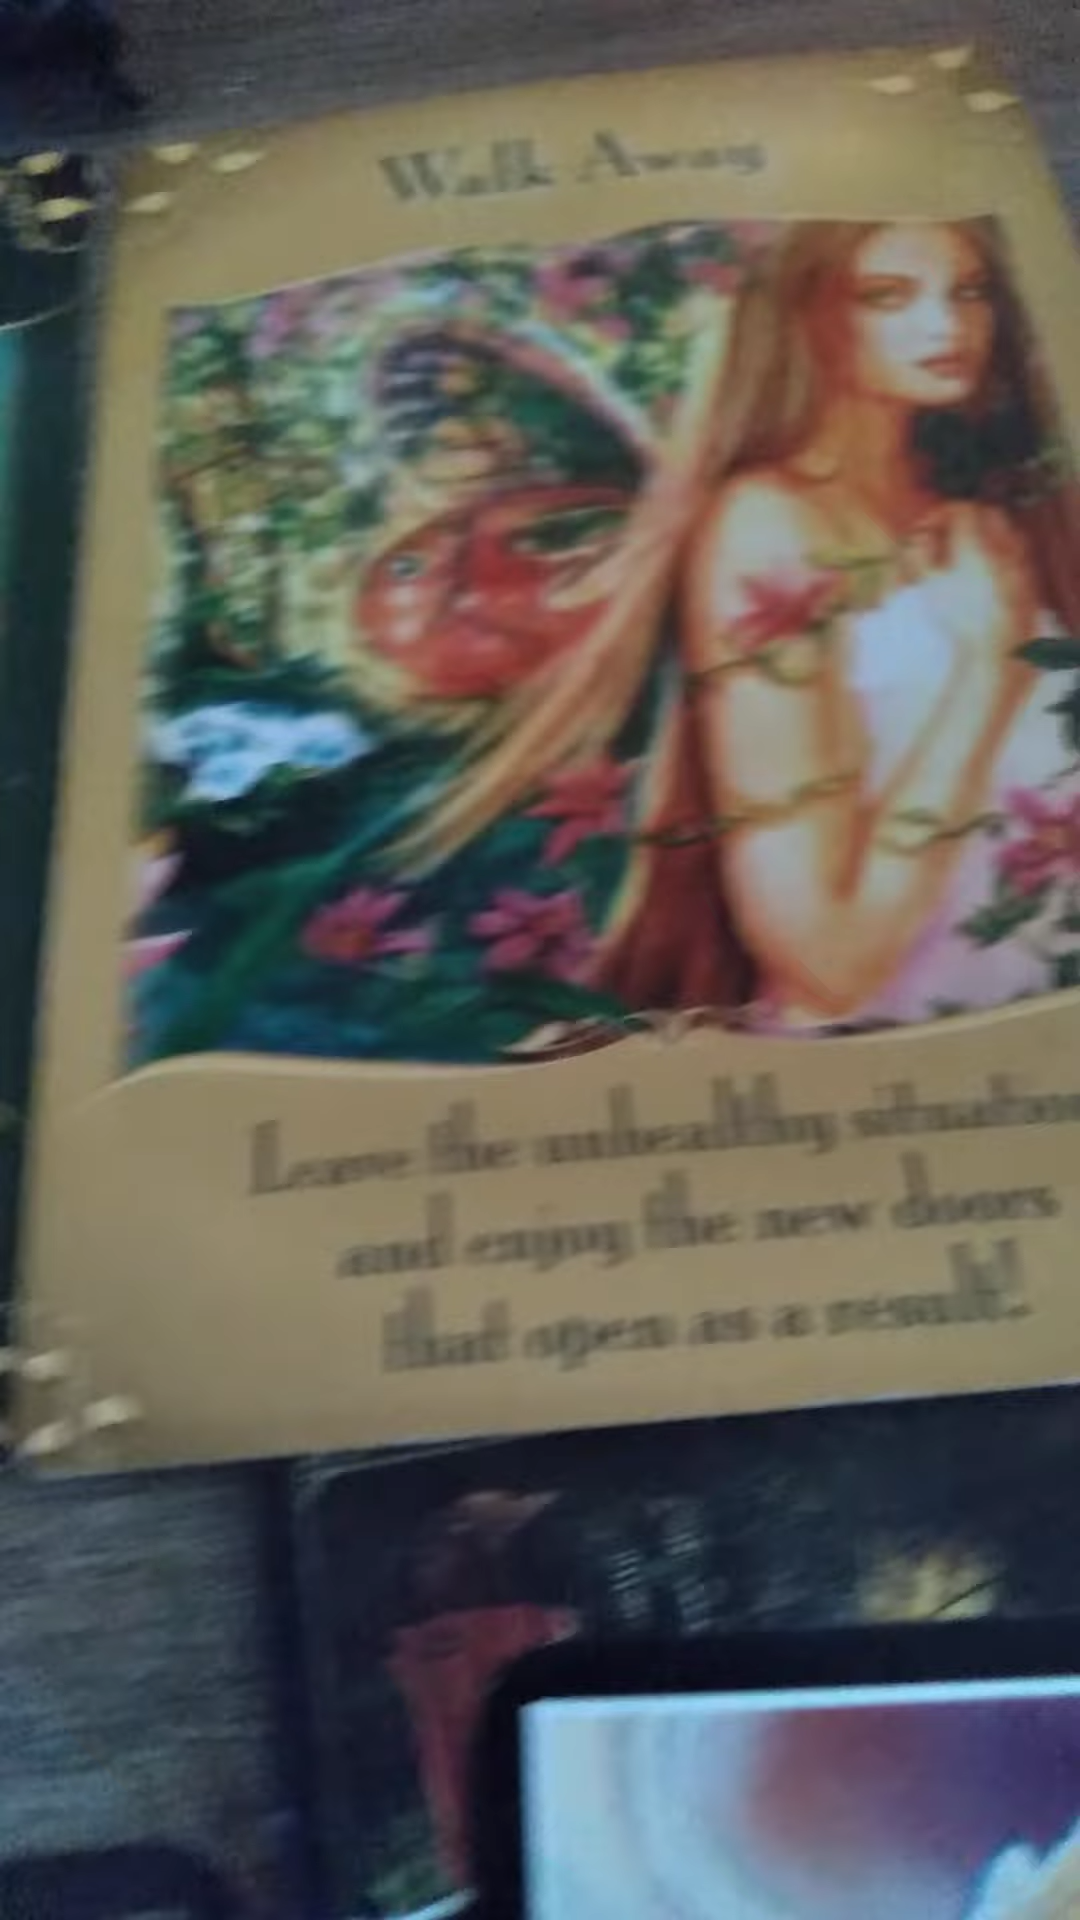 Walk Away
Leave the unhealthy situation
and enjoy the new doors
that open as a result!